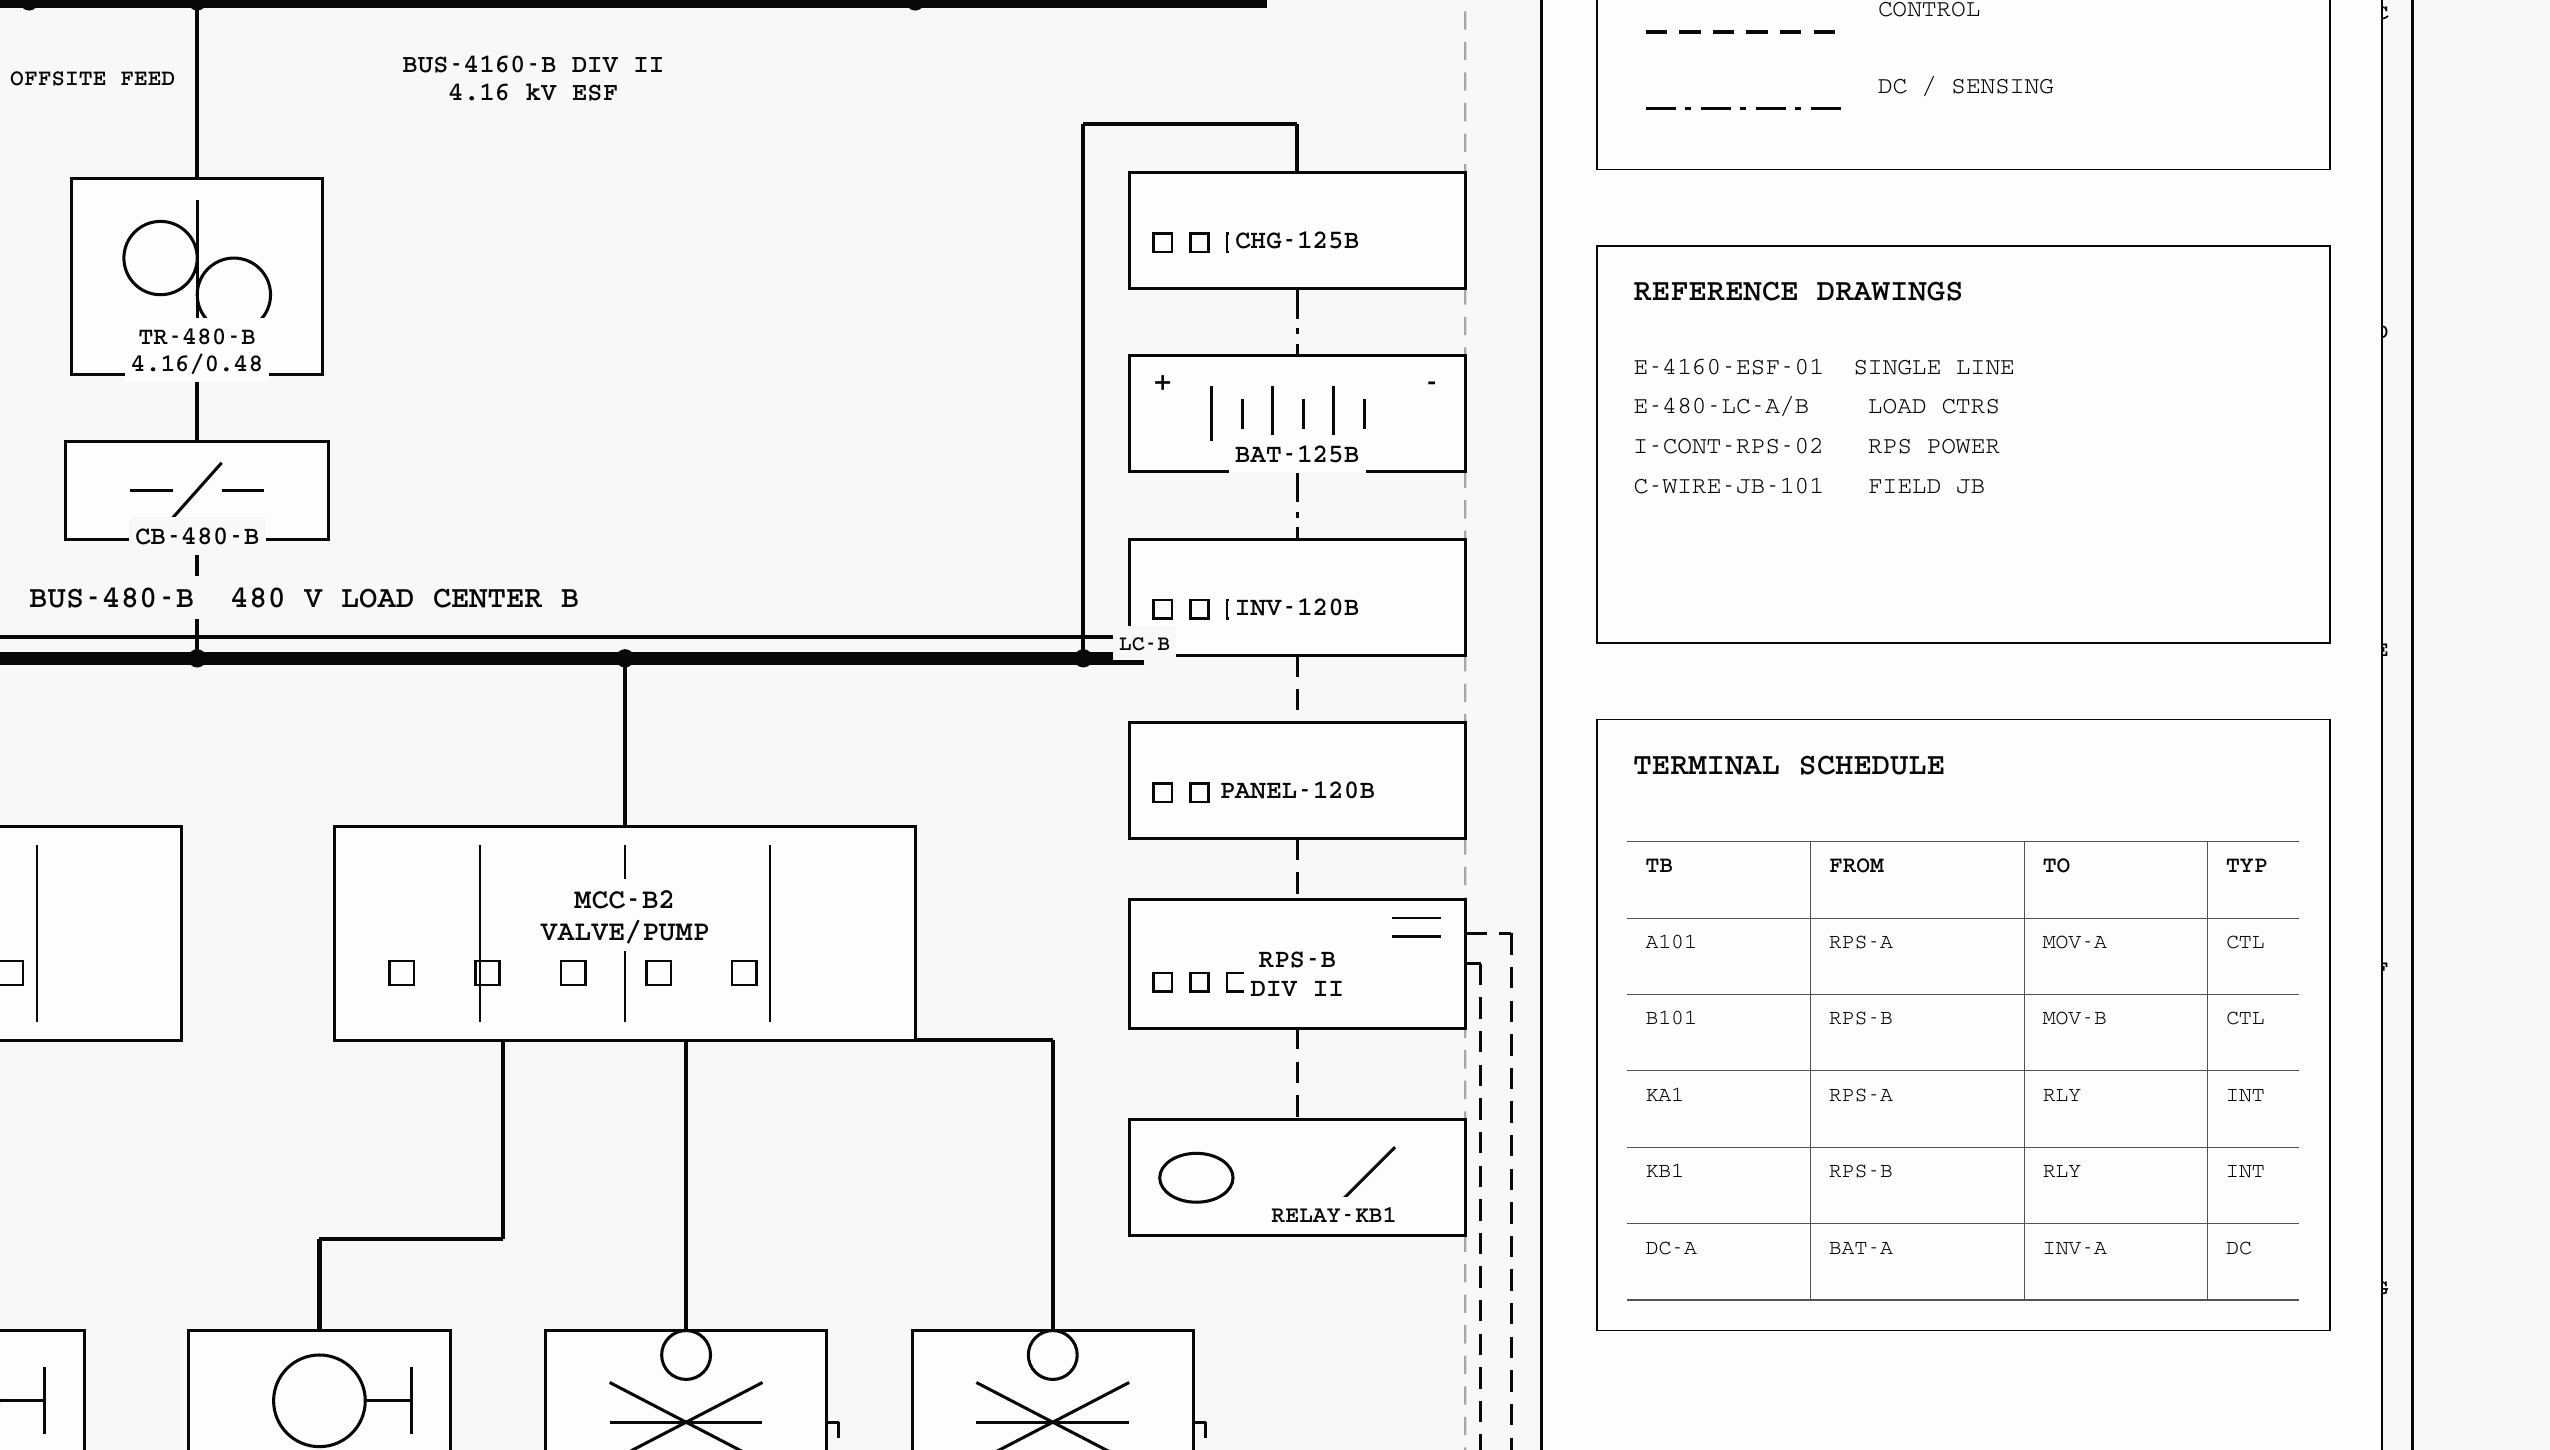 OFFSITE FEED
BUS-4160-B DIV II
4.16 kV ESF
TR-480-B
4.16/0.48
CB-480-B
BUS-480-B 480 V LOAD CENTER B
CHG-125B
+ -
BAT-125B
INV-120B
LC-B
PANEL-120B
MCC-B2
VALVE/PUMP
RPS-B
DIV II
RELAY-KB1
CONTROL
DC / SENSING
REFERENCE DRAWINGS
E-4160-ESF-01 SINGLE LINE
E-480-LC-A/B LOAD CTRS
I-CONT-RPS-02 RPS POWER
C-WIRE-JB-101 FIELD JB
TERMINAL SCHEDULE
TB FROM TO TYP
A101 RPS-A MOV-A CTL
B101 RPS-B MOV-B CTL
KA1 RPS-A RLY INT
KB1 RPS-B RLY INT
DC-A BAT-A INV-A DC